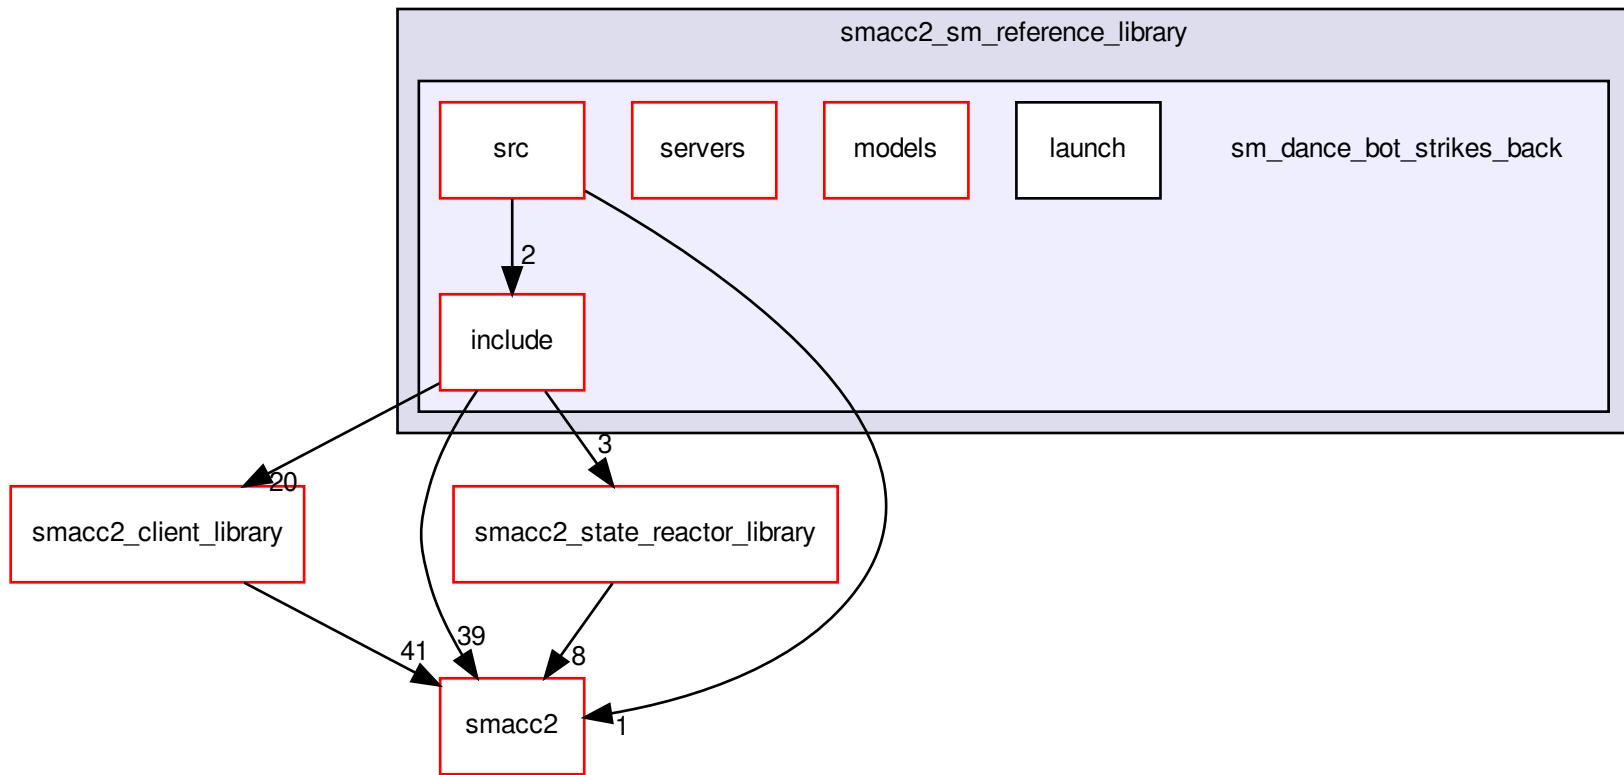 smacc2_sm_reference_library
src
servers
models
launch
sm_dance_bot_strikes_back
2
include
3
20
smacc2_client_library
smacc2_state_reactor_library
41
39
8
smacc2
1